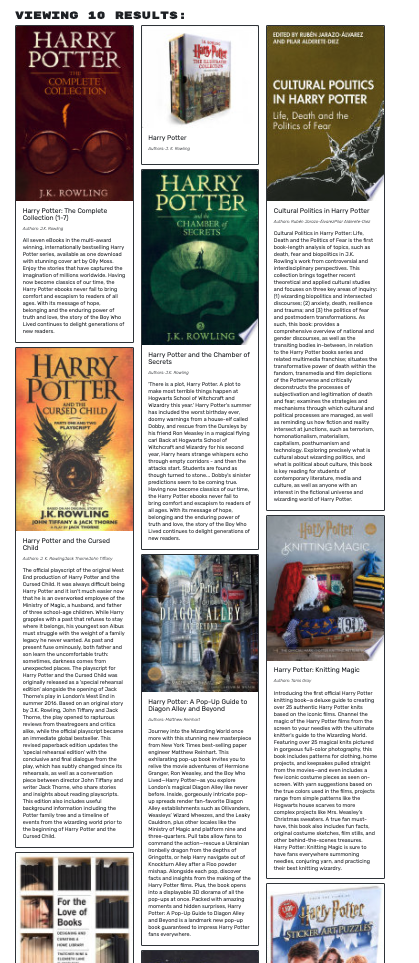 VIEWING 10 RESULTS:
HARRY
POTTER
THE
COMPLETE
COLLECTION
J.K. ROWLING
Harry Potter: The Complete
Collection (1-7)
Authors: J.K. Rowling
All seven eBooks in the multi-award
winning, internationally bestselling Harry
Potter series, available as one download
with stunning cover art by Olly Moss.
Enjoy the stories that have captured the
imagination of millions worldwide. Having
now become classics of our time, the
Harry Potter ebooks never fail to bring
comfort and escapism to readers of all
ages. With its message of hope,
belonging and the enduring power of
truth and love, the story of the Boy Who
Lived continues to delight generations of
new readers.
HARRY
POTTER
AND THE
CURSED CHILD
PARTS ONE AND TWO
PLAYSCRIPT
J.K.ROWLING
JOHN TIFFANY & JACK THORNE
A PLAY BY JACK THORNE
Harry Potter and the Cursed
Child
Authors: J.K. Rowling/Jack Thorne/John Tiffany
The official playscript of the original West
End production of Harry Potter and the
Cursed Child. It was always difficult being
Harry Potter and it isn't much easier now
that he is an overworked employee of the
Ministry of Magic, a husband, and father
of three school-age children. While Harry
grapples with a past that refuses to stay
where it belongs, his youngest son Albus
must struggle with the weight of a family
legacy he never wanted. As past and
present fuse ominously, both father and
son learn the uncomfortable truth:
sometimes, darkness comes from
unexpected places. The playscript for
Harry Potter and the Cursed Child was
originally released as a 'special rehearsal
edition' alongside the opening of Jack
Thorne's play in London's West End in
summer 2016. Based on an original story
by J.K. Rowling, John Tiffany and Jack
Thorne, the play opened to rapturous
reviews from theatregoers and critics
alike, while the official playscript became
an immediate global bestseller. This
revised paperback edition updates the
'special rehearsal edition' with the
conclusive and final dialogue from the
play, which has subtly changed since its
rehearsals, as well as a conversation
piece between director John Tiffany and
writer Jack Thorne, who share stories
and insights about reading playscripts.
This edition also includes useful
background information including the
Potter family tree and a timeline of
events from the wizarding world prior to
the beginning of Harry Potter and the
Cursed Child.
For the
Love of
Books
DESIGNING AND
CURATING A
HOME LIBRARY
Harry Potter
Authors: J. K. Rowling
HARRY
POTTER
and the
CHAMBER of
SECRETS
J.K. ROWLING
Harry Potter and the Chamber of
Secrets
Authors: J.K. Rowling
'There is a plot, Harry Potter. A plot to
make most terrible things happen at
Hogwarts School of Witchcraft and
Wizardry this year.' Harry Potter's summer
has included the worst birthday ever,
doomy warnings from a house-elf called
Dobby, and rescue from the Dursleys by
his friend Ron Weasley in a magical flying
car! Back at Hogwarts School of
Witchcraft and Wizardry for his second
year, Harry hears strange whispers echo
through empty corridors - and then the
attacks start. Students are found as
though turned to stone... Dobby's sinister
predictions seem to be coming true.
Having now become classics of our time,
the Harry Potter ebooks never fail to
bring comfort and escapism to readers of
all ages. With its message of hope,
belonging and the enduring power of
truth and love, the story of the Boy Who
Lived continues to delight generations of
new readers.
DIAGON ALLEY
Harry Potter: A Pop-Up Guide to
Diagon Alley and Beyond
Authors: Matthew Reinhart
Journey into the Wizarding World once
more with this stunning new masterpiece
from New York Times best-selling paper
engineer Matthew Reinhart. This
exhilarating pop-up book invites you to
relive the movie adventures of Hermione
Granger, Ron Weasley, and the Boy Who
Lived—Harry Potter—as you explore
London's magical Diagon Alley like never
before. Inside, gorgeously intricate pop-
up spreads render fan-favorite Diagon
Alley establishments such as Ollivanders,
Weasleys' Wizard Wheezes, and the Leaky
Cauldron, plus other locales like the
Ministry of Magic and platform nine and
three-quarters. Pull tabs allow fans to
command the action—rescue a Ukrainian
Ironbelly dragon from the depths of
Gringotts, or help Harry navigate out of
Knockturn Alley after a Floo powder
mishap. Alongside each pop, discover
facts and insights from the making of the
Harry Potter films. Plus, the book opens
into a displayable 3D diorama of all the
pop-ups at once. Packed with amazing
moments and hidden surprises, Harry
Potter: A Pop-Up Guide to Diagon Alley
and Beyond is a landmark new pop-up
book guaranteed to impress Harry Potter
fans everywhere.
EDITED BY RUBÉN JARAZO-ÁLVAREZ
AND PILAR ALDERETE-DIEZ
CULTURAL POLITICS
IN HARRY POTTER
Life, Death and the
Politics of Fear
Cultural Politics in Harry Potter
Authors: Rubén Jarazo-Álvarez/Pilar Alderete-Diez
Cultural Politics in Harry Potter: Life,
Death and the Politics of Fear is the first
book-length analysis of topics, such as
death, fear and biopolitics in J.K.
Rowling's work from controversial and
interdisciplinary perspectives. This
collection brings together recent
theoretical and applied cultural studies
and focuses on three key areas of inquiry:
(1) wizarding biopolitics and intersected
discourses; (2) anxiety, death, resilience
and trauma; and (3) the politics of fear
and postmodern transformations. As
such, this book: provides a
comprehensive overview of national and
gender discourses, as well as the
transiting bodies in-between, in relation
to the Harry Potter books series and
related multimedia franchise; situates the
transformative power of death within the
fandom, transmedia and film depictions
of the Potterverse and critically
deconstructs the processes of
subjectivation and legitimation of death
and fear; examines the strategies and
mechanisms through which cultural and
political processes are managed, as well
as reminding us how fiction and reality
intersect at junctions, such as terrorism,
homonationalism, materialism,
capitalism, posthumanism and
technology. Exploring precisely what is
cultural about wizarding politics, and
what is political about culture, this book
is key reading for students of
contemporary literature, media and
culture, as well as anyone with an
interest in the fictional universe and
wizarding world of Harry Potter.
Harry Potter
KNITTING MAGIC
Harry Potter: Knitting Magic
Authors: Tanis Gray
Introducing the first official Harry Potter
knitting book—a deluxe guide to creating
over 25 authentic Harry Potter knits
based on the iconic films. Channel the
magic of the Harry Potter films from the
screen to your needles with the ultimate
knitter's guide to the Wizarding World.
Featuring over 25 magical knits pictured
in gorgeous full-color photography, this
book includes patterns for clothing, home
projects, and keepsakes pulled straight
from the movies—and even includes a
few iconic costume pieces as seen on-
screen. With yarn suggestions based on
the true colors used in the films, projects
range from simple patterns like the
Hogwarts house scarves to more
complex projects like Mrs. Weasley's
Christmas sweaters. A true fan must-
have, this book also includes fun facts,
original costume sketches, film stills, and
other behind-the-scenes treasures.
Harry Potter: Knitting Magic is sure to
have fans everywhere summoning
needles, conjuring yarn, and practicing
their best knitting wizardry.
Harry Potter
STICKER ART PUZZLES